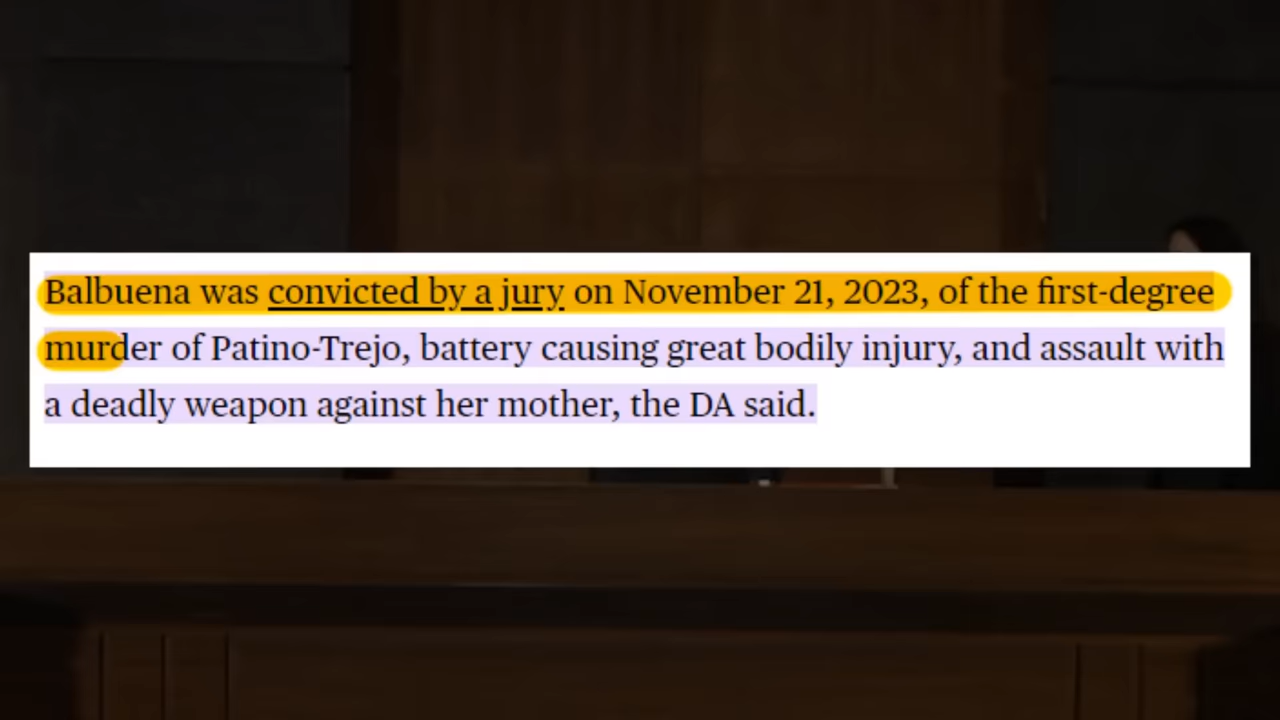 Balbuena was convicted by a jury on November 21, 2023, of the first-degree
murder of Patino-Trejo, battery causing great bodily injury, and assault with
a deadly weapon against her mother, the DA said.